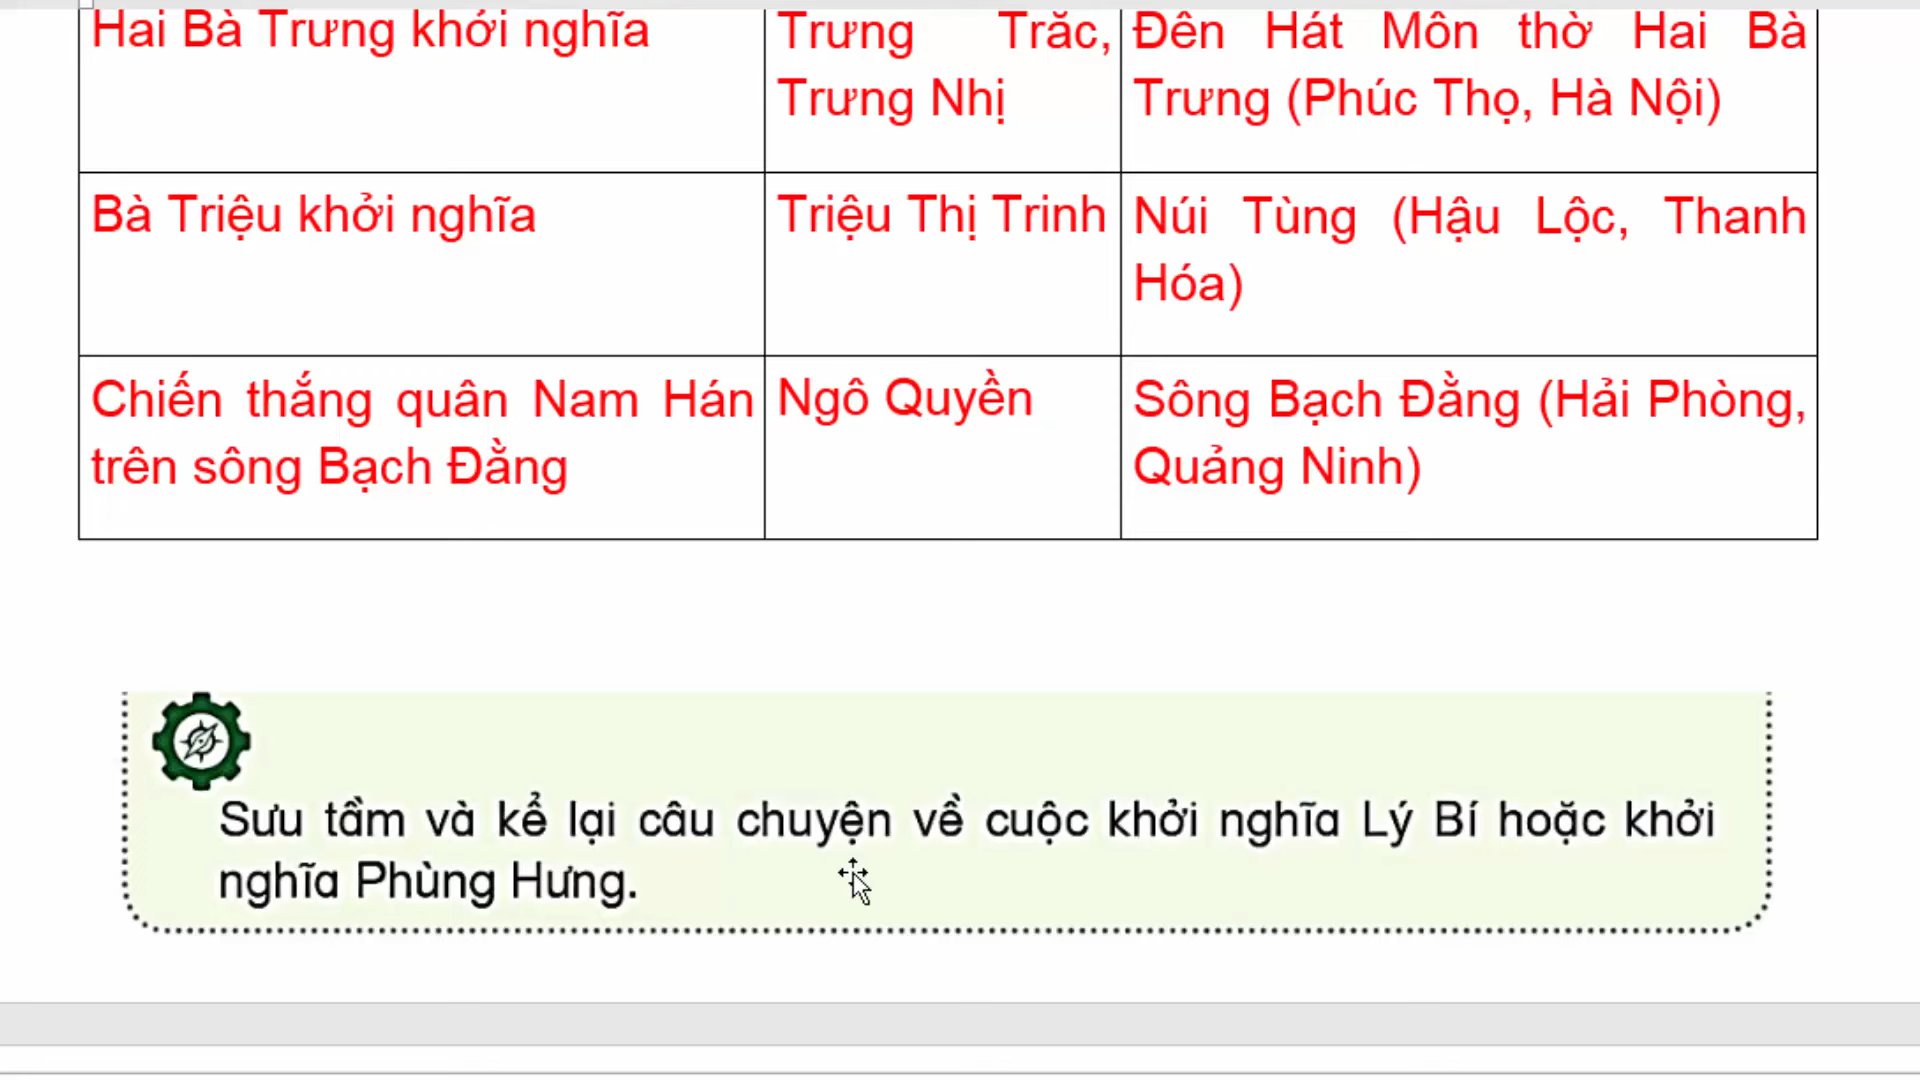 Hai Bà Trưng khởi nghĩa
Trưng Trắc,
Trưng Nhị
Đền Hát Môn thờ Hai Bà
Trưng (Phúc Thọ, Hà Nội)
Bà Triệu khởi nghĩa
Triệu Thị Trinh
Núi Tùng (Hậu Lộc, Thanh
Hóa)
Chiến thắng quân Nam Hán
trên sông Bạch Đằng
Ngô Quyền
Sông Bạch Đằng (Hải Phòng,
Quảng Ninh)
Sưu tầm và kể lại câu chuyện về cuộc khởi nghĩa Lý Bí hoặc khởi
nghĩa Phùng Hưng.